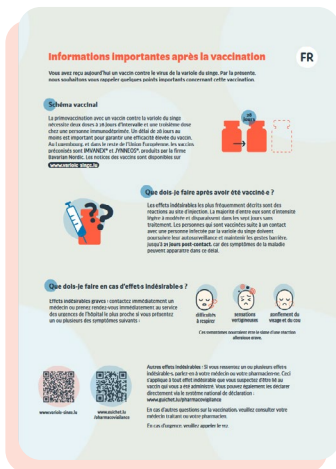 Informations importantes après la vaccination
FR
Vous avez reçu aujourd'hui un vaccin contre le virus de la variole du singe. Par la présente,
nous souhaitons vous rappeler quelques points importants concernant cette vaccination.
Schéma vaccinal
La primovaccination avec un vaccin contre la variole du singe
nécessite deux doses à 28 jours d'intervalle et une troisième dose
chez une personne immunodéprimée. Un délai de 28 jours au
moins est important pour garantir une efficacité élevée du vaccin.
Au Luxembourg, et dans le reste de l'Union Européenne, les vaccins
préconisés sont IMVANEX® et JYNNEOS®, produits par la firme
Bavarian Nordic. Les notices des vaccins sont disponibles sur
www.variole-singe.lu
28
jours
Que dois-je faire après avoir été vacciné·e ?
Les effets indésirables les plus fréquemment décrits sont des
réactions au site d'injection. La majorité d'entre eux sont d'intensité
légère à modérée et disparaissent dans les sept jours sans
traitement. Les personnes qui sont vaccinées suite à un contact
avec une personne infectée par la variole du singe doivent
poursuivre leur autosurveillance et maintenir les gestes barrière,
jusqu'à 21 jours post-contact, car des symptômes de la maladie
peuvent apparaître dans ce délai.
Que dois-je faire en cas d'effets indésirables ?
Effets indésirables graves : contactez immédiatement un
médecin ou prenez rendez-vous immédiatement au service
des urgences de l'hôpital le plus proche si vous présentez
un ou plusieurs des symptômes suivants :
difficultés
à respirer
sensations
vertigineuses
gonflement du
visage et du cou
Ces symptômes pourraient être le signe d'une réaction
allergique grave.
Autres effets indésirables : Si vous ressentez un ou plusieurs effets
indésirables, parlez-en à votre médecin ou votre pharmacien·ne. Ceci
s'applique à tout effet indésirable que vous suspectez d'être lié au
vaccin qui vous a été administré. Vous pouvez également les déclarer
directement via le système national de déclaration :
www.guichet.lu/pharmacovigilance
En cas d'autres questions sur la vaccination, veuillez consulter votre
médecin traitant ou votre pharmacien.
En cas d'urgence, veuillez appeler le 112.
www.variole-singe.lu
www.guichet.lu
/pharmacovigilance